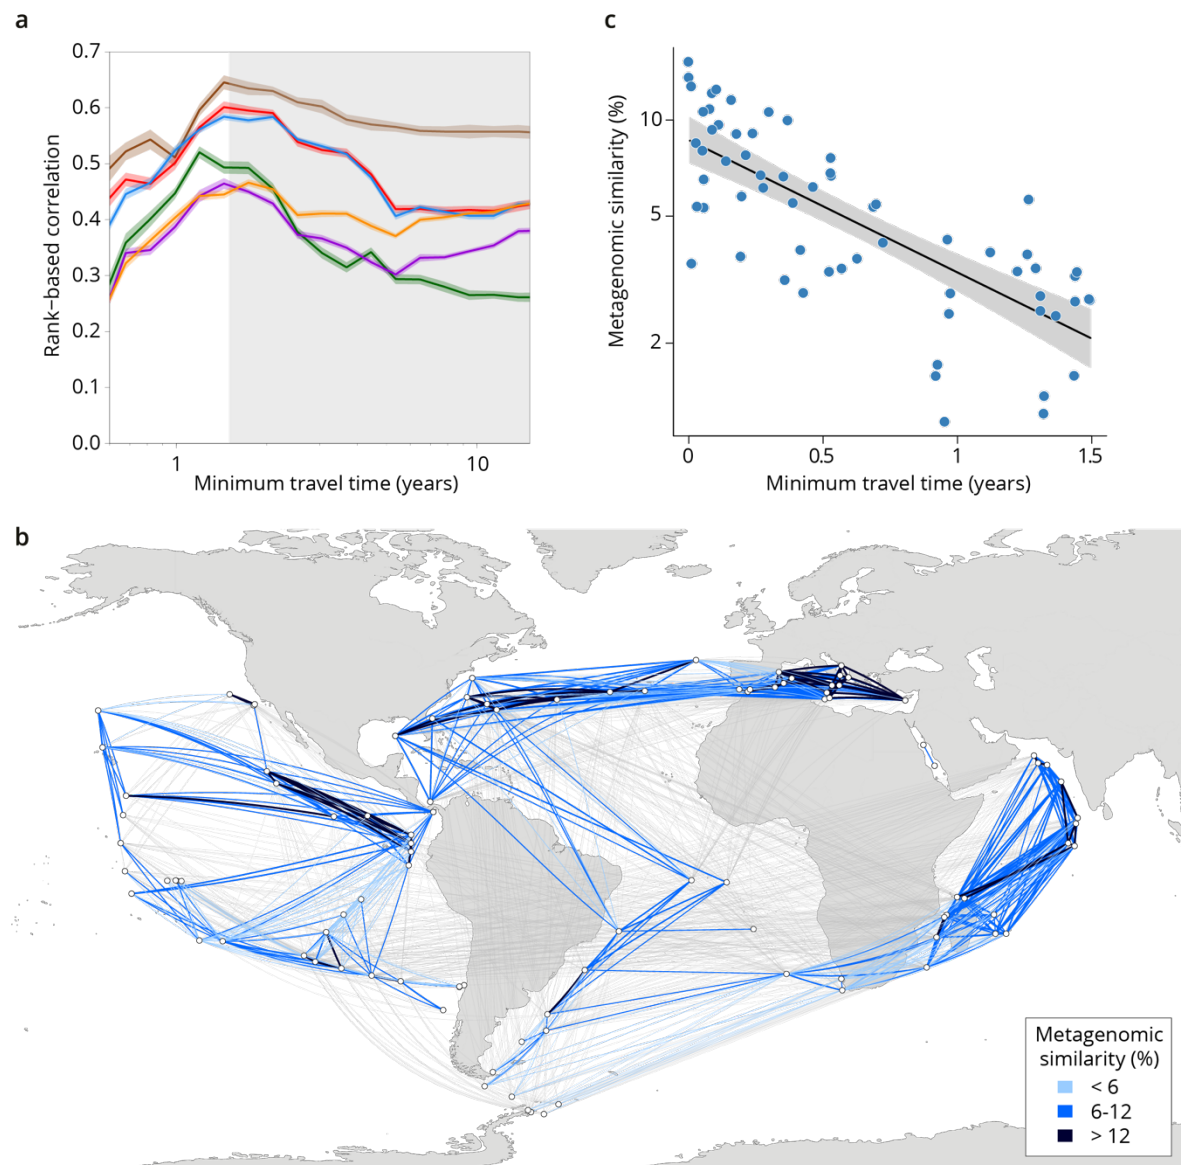 a
0.7
0.6
0.5
0.4
0.3
0.2
0.1
0.0
Rank–based correlation
1
10
Minimum travel time (years)
c
Metagenomic similarity (%)
10
5
2
0
0.5
1
1.5
Minimum travel time (years)
b
Metagenomic
similarity (%)
< 6
6-12
> 12